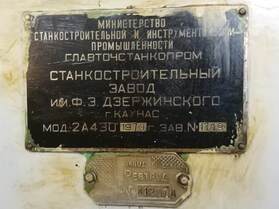 МИНИСТЕРСТВО
СТАНКОСТРОИТЕЛЬНОЙ И ИНСТРУМЕНТАЛЬНОЙ
ПРОМЫШЛЕННОСТИ
ГЛАВТОЧСТАНКОПРОМ
СТАНКОСТРОИТЕЛЬНЫЙ
ЗАВОД
ИМ. Ф. Э. ДЗЕРЖИНСКОГО
Г. КАУНАС
МОД. 2А430 Г. ЗАВ. №